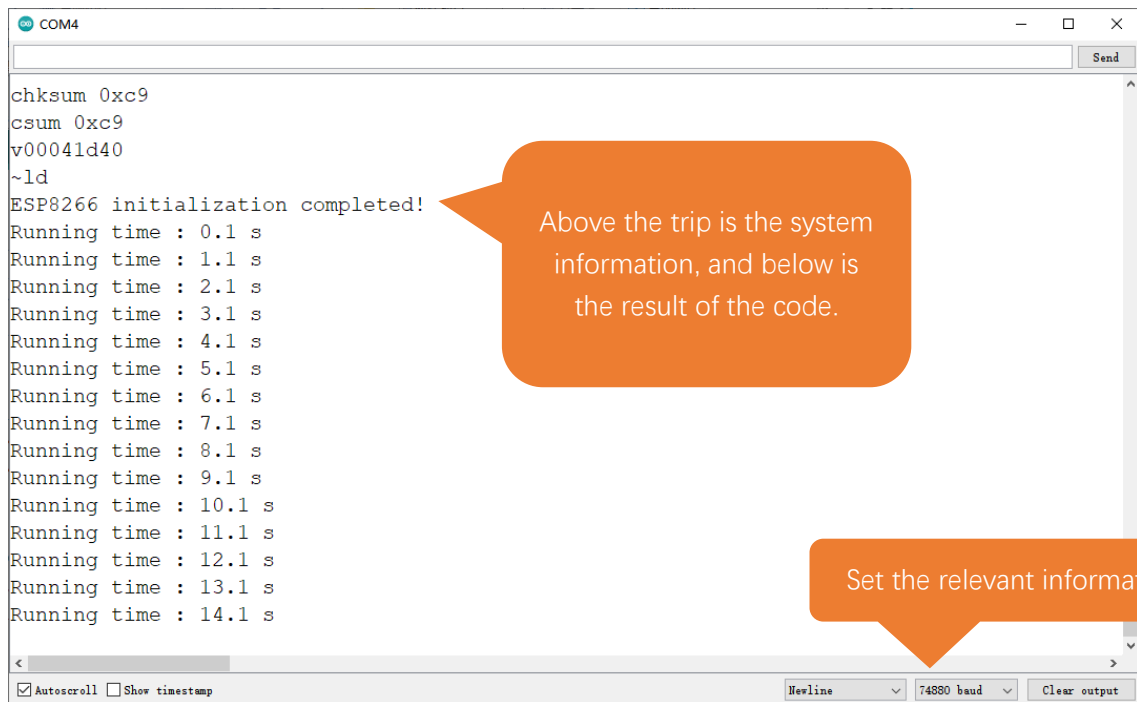 COM4
Send
chksum 0xc9
csum 0xc9
v00041d40
~ld
ESP8266 initialization completed!
Running time : 0.1 s
Running time : 1.1 s
Running time : 2.1 s
Running time : 3.1 s
Running time : 4.1 s
Running time : 5.1 s
Running time : 6.1 s
Running time : 7.1 s
Running time : 8.1 s
Running time : 9.1 s
Running time : 10.1 s
Running time : 11.1 s
Running time : 12.1 s
Running time : 13.1 s
Running time : 14.1 s
Above the trip is the system
information, and below is
the result of the code.
Set the relevant
Autoscroll Show timestamp Newline 74880 baud Clear output